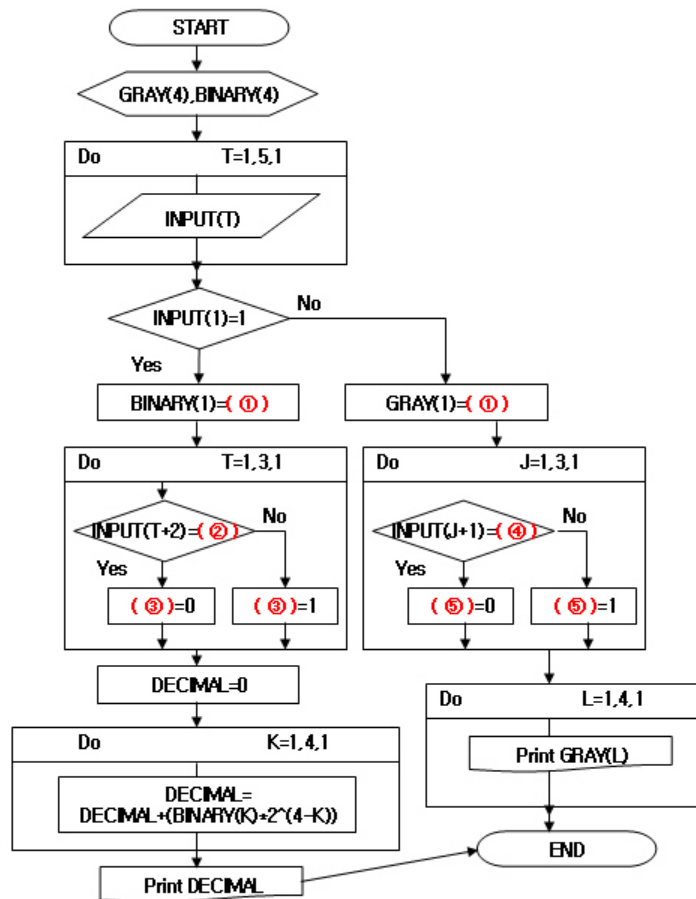 START
GRAY(4),BINARY(4)
Do T=1,5,1
INPUT(T)
INPUT(1)=1
No
Yes
BINARY(1)=( ① )
GRAY(1)=( ① )
Do T=1,3,1
INPUT(T+2)=( ② )
No
Yes
( ③ )=0
( ③ )=1
Do J=1,3,1
INPUT(J+1)=( ④ )
No
Yes
( ⑤ )=0
( ⑤ )=1
DECIMAL=0
Do K=1,4,1
DECIMAL=
DECIMAL+(BINARY(K)*2^(4-K))
Print DECIMAL
Do L=1,4,1
Print GRAY(L)
END